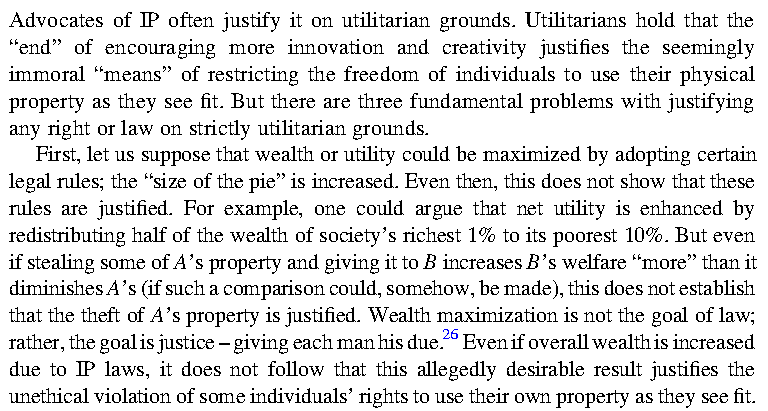 Advocates of IP often justify it on utilitarian grounds. Utilitarians hold that the
“end” of encouraging more innovation and creativity justifies the seemingly
immoral “means” of restricting the freedom of individuals to use their physical
property as they see fit. But there are three fundamental problems with justifying
any right or law on strictly utilitarian grounds.
First, let us suppose that wealth or utility could be maximized by adopting certain
legal rules; the “size of the pie” is increased. Even then, this does not show that these
rules are justified. For example, one could argue that net utility is enhanced by
redistributing half of the wealth of society’s richest 1% to its poorest 10%. But even
if stealing some of A’s property and giving it to B increases B’s welfare “more” than it
diminishes A’s (if such a comparison could, somehow, be made), this does not establish
that the theft of A’s property is justified. Wealth maximization is not the goal of law;
rather, the goal is justice – giving each man his due.26 Even if overall wealth is increased
due to IP laws, it does not follow that this allegedly desirable result justifies the
unethical violation of some individuals’ rights to use their own property as they see fit.